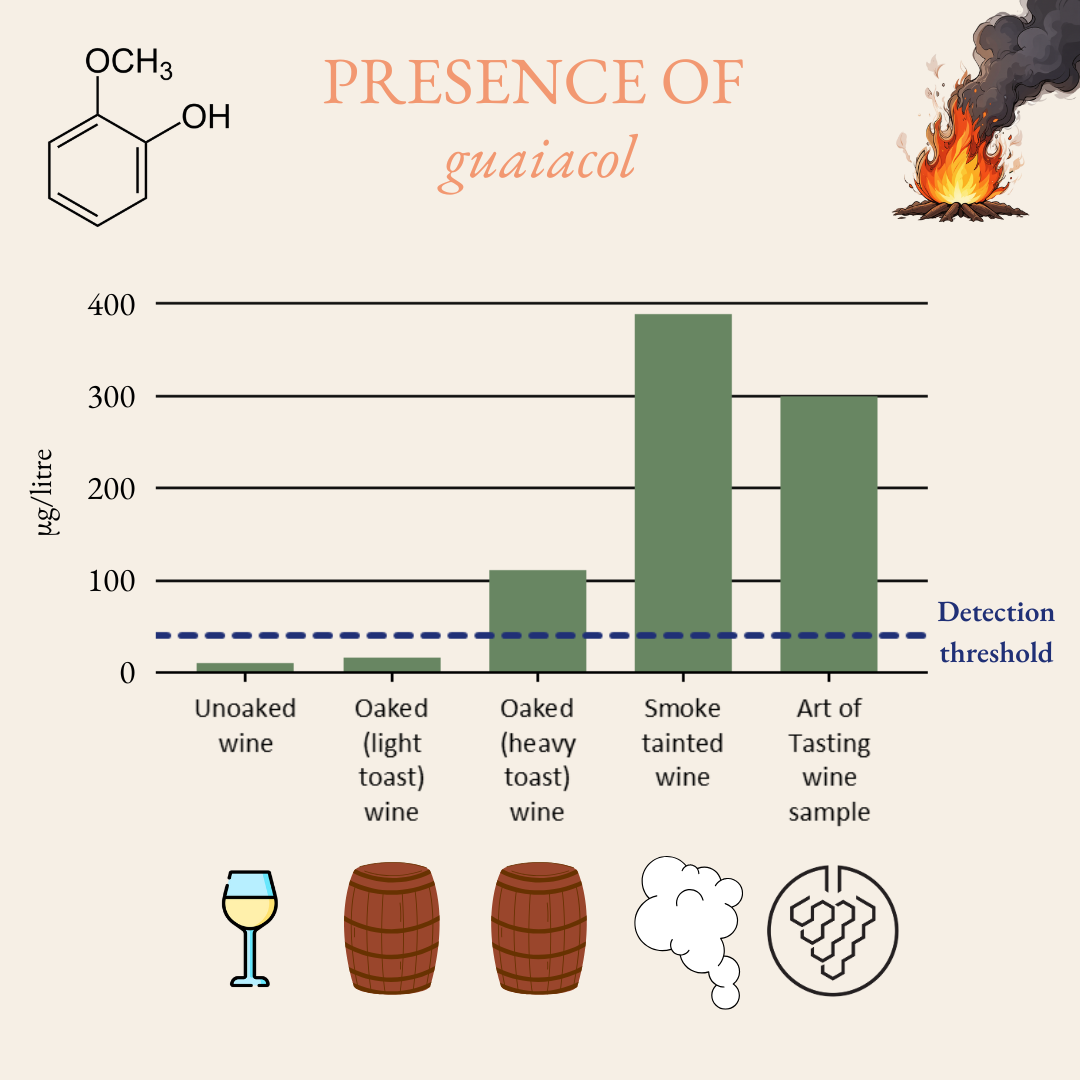 OCH₃
OH
PRESENCE OF
guaiacol
400
300
200
100
0
µg/litre
Detection
threshold
Unoaked
wine
Oaked
(light
toast)
wine
Oaked
(heavy
toast)
wine
Smoke
tainted
wine
Art of
Tasting
wine
sample